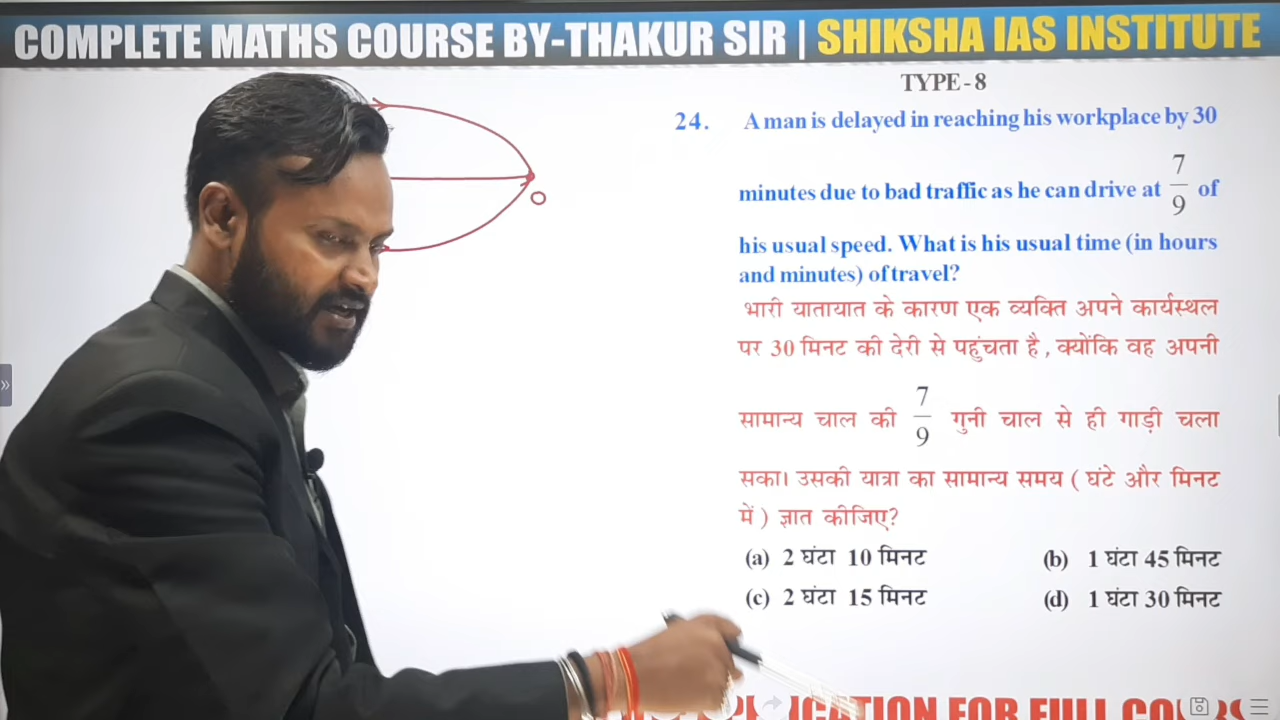 COMPLETE MATHS COURSE BY-THAKUR SIR | SHIKSHA IAS INSTITUTE
TYPE-8
24. A man is delayed in reaching his workplace by 30
minutes due to bad traffic as he can drive at 7/9 of
his usual speed. What is his usual time (in hours
and minutes) of travel?
भारी यातायात के कारण एक व्यक्ति अपने कार्यस्थल
पर 30 मिनट की देरी से पहुंचता है, क्योंकि वह अपनी
सामान्य चाल की 7/9 गुनी चाल से ही गाड़ी चला
सका। उसकी यात्रा का सामान्य समय ( घंटे और मिनट
में ) ज्ञात कीजिए?
(a) 2 घंटा 10 मिनट (b) 1 घंटा 45 मिनट
(c) 2 घंटा 15 मिनट (d) 1 घंटा 30 मिनट
FOR FULL